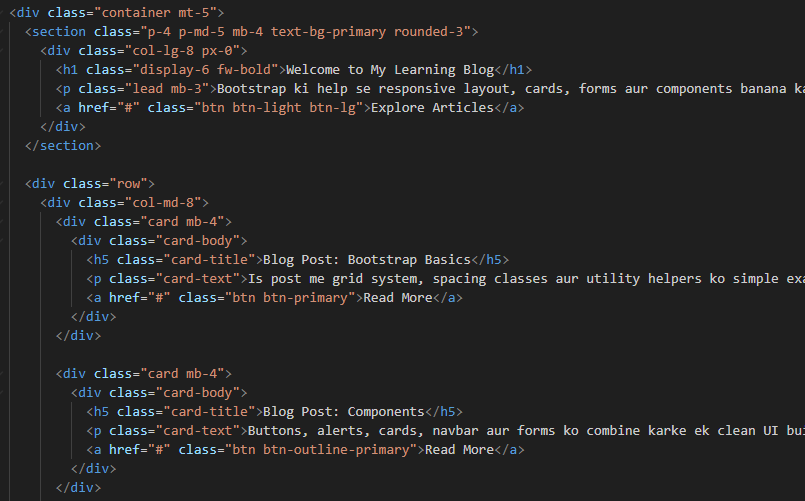 <div class="container mt-5">
<section class="p-4 p-md-5 mb-4 text-bg-primary rounded-3">
<div class="col-lg-8 px-0">
<h1 class="display-6 fw-bold">Welcome to My Learning Blog</h1>
<p class="lead mb-3">Bootstrap ki help se responsive layout, cards, forms aur components banana
<a href="#" class="btn btn-light btn-lg">Explore Articles</a>
</div>
</section>
<div class="row">
<div class="col-md-8">
<div class="card mb-4">
<div class="card-body">
<h5 class="card-title">Blog Post: Bootstrap Basics</h5>
<p class="card-text">Is post me grid system, spacing classes aur utility helpers ko simple
<a href="#" class="btn btn-primary">Read More</a>
</div>
</div>
<div class="card mb-4">
<div class="card-body">
<h5 class="card-title">Blog Post: Components</h5>
<p class="card-text">Buttons, alerts, cards, navbar aur forms ko combine karke ek clean UI
<a href="#" class="btn btn-outline-primary">Read More</a>
</div>
</div>